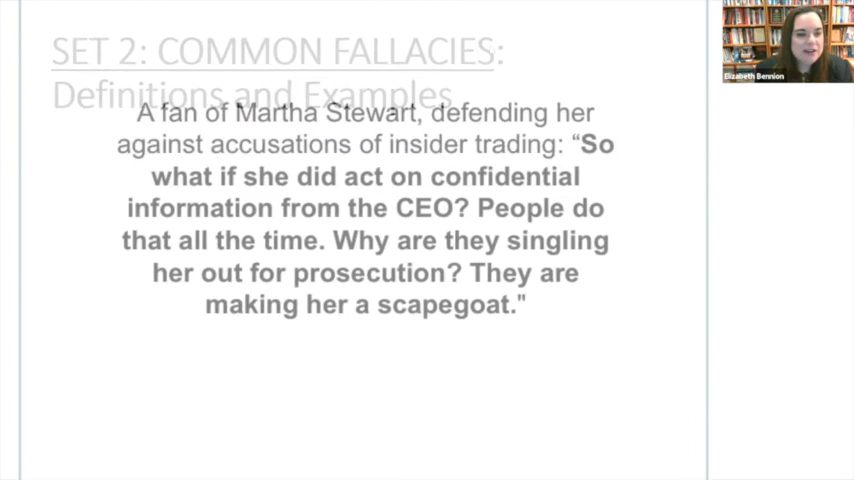 SET 2: COMMON FALLACIES:
Definitions and Examples
A fan of Martha Stewart, defending her
against accusations of insider trading: “So
what if she did act on confidential
information from the CEO? People do
that all the time. Why are they singling
her out for prosecution? They are
making her a scapegoat."
Elizabeth Bennion